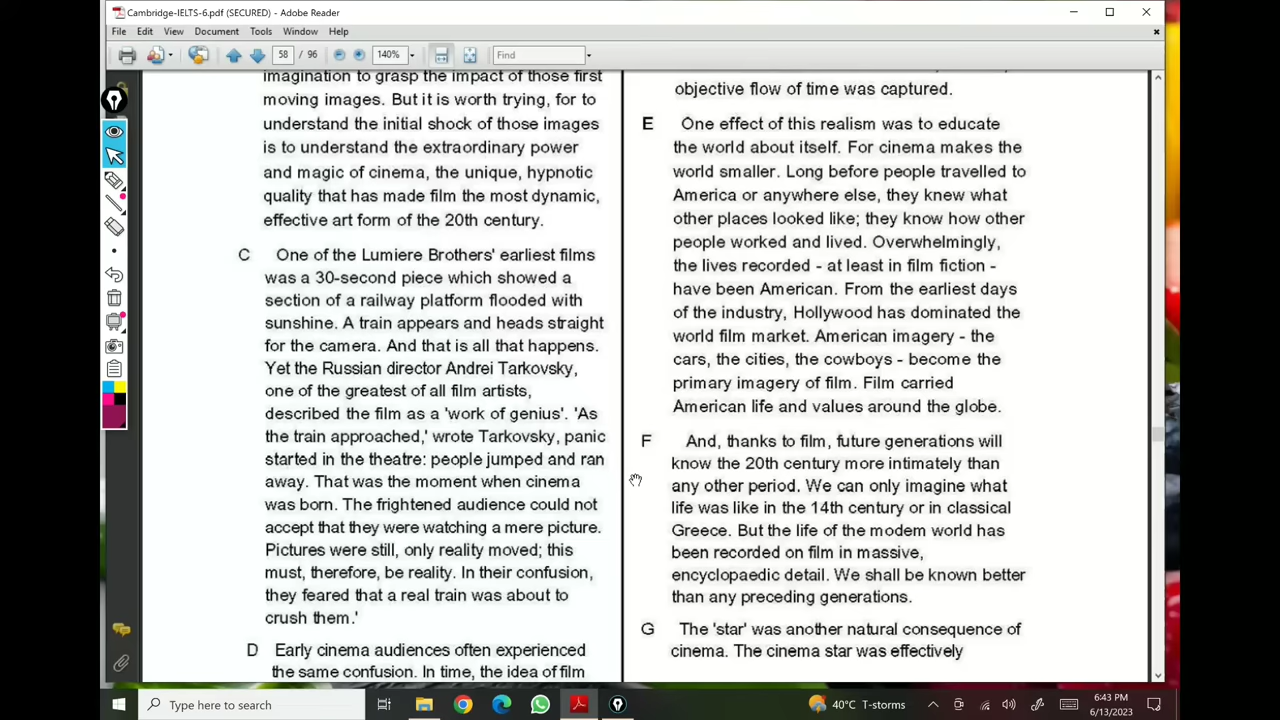 Cambridge-IELTS-6.pdf (SECURED) - Adobe Reader
File Edit View Document Tools Window Help
58 / 96 140% Find
imagination to grasp the impact of those first
moving images. But it is worth trying, for to
understand the initial shock of those images
is to understand the extraordinary power
and magic of cinema, the unique, hypnotic
quality that has made film the most dynamic,
effective art form of the 20th century.
C One of the Lumiere Brothers' earliest films
was a 30-second piece which showed a
section of a railway platform flooded with
sunshine. A train appears and heads straight
for the camera. And that is all that happens.
Yet the Russian director Andrei Tarkovsky,
one of the greatest of all film artists,
described the film as a 'work of genius'. 'As
the train approached,' wrote Tarkovsky, panic
started in the theatre: people jumped and ran
away. That was the moment when cinema
was born. The frightened audience could not
accept that they were watching a mere picture.
Pictures were still, only reality moved; this
must, therefore, be reality. In their confusion,
they feared that a real train was about to
crush them.'
D Early cinema audiences often experienced
the same confusion. In time, the idea of film
objective flow of time was captured.
E One effect of this realism was to educate
the world about itself. For cinema makes the
world smaller. Long before people travelled to
America or anywhere else, they knew what
other places looked like; they know how other
people worked and lived. Overwhelmingly,
the lives recorded - at least in film fiction -
have been American. From the earliest days
of the industry, Hollywood has dominated the
world film market. American imagery - the
cars, the cities, the cowboys - become the
primary imagery of film. Film carried
American life and values around the globe.
F And, thanks to film, future generations will
know the 20th century more intimately than
any other period. We can only imagine what
life was like in the 14th century or in classical
Greece. But the life of the modem world has
been recorded on film in massive,
encyclopaedic detail. We shall be known better
than any preceding generations.
G The 'star' was another natural consequence of
cinema. The cinema star was effectively
Type here to search
40°C T-storms
6:43 PM
6/13/2023